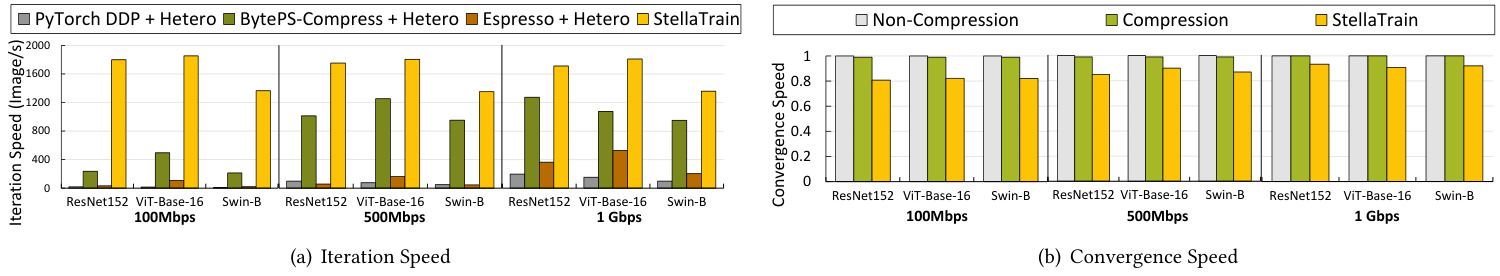 PyTorch DDP + Hetero BytePS-Compress + Hetero Espresso + Hetero StellaTrain
Iteration Speed (Image/s)
2000
1600
1200
800
400
0
ResNet152 ViT-Base-16 Swin-B ResNet152 ViT-Base-16 Swin-B ResNet152 ViT-Base-16 Swin-B
100Mbps 500Mbps 1 Gbps
(a) Iteration Speed
Non-Compression Compression StellaTrain
Convergence Speed
1
0.8
0.6
0.4
0.2
0
ResNet152 ViT-Base-16 Swin-B ResNet152 ViT-Base-16 Swin-B ResNet152 ViT-Base-16 Swin-B
100Mbps 500Mbps 1 Gbps
(b) Convergence Speed